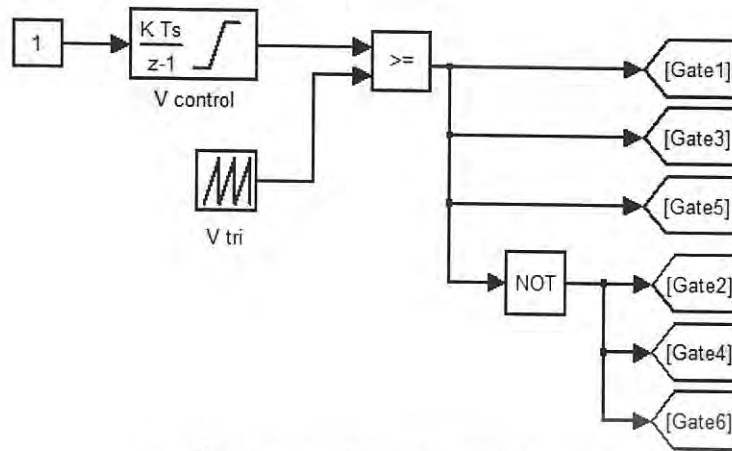 1
K Ts
z-1
V control
>=
V tri
NOT
[Gate1]
[Gate3]
[Gate5]
[Gate2]
[Gate4]
[Gate6]